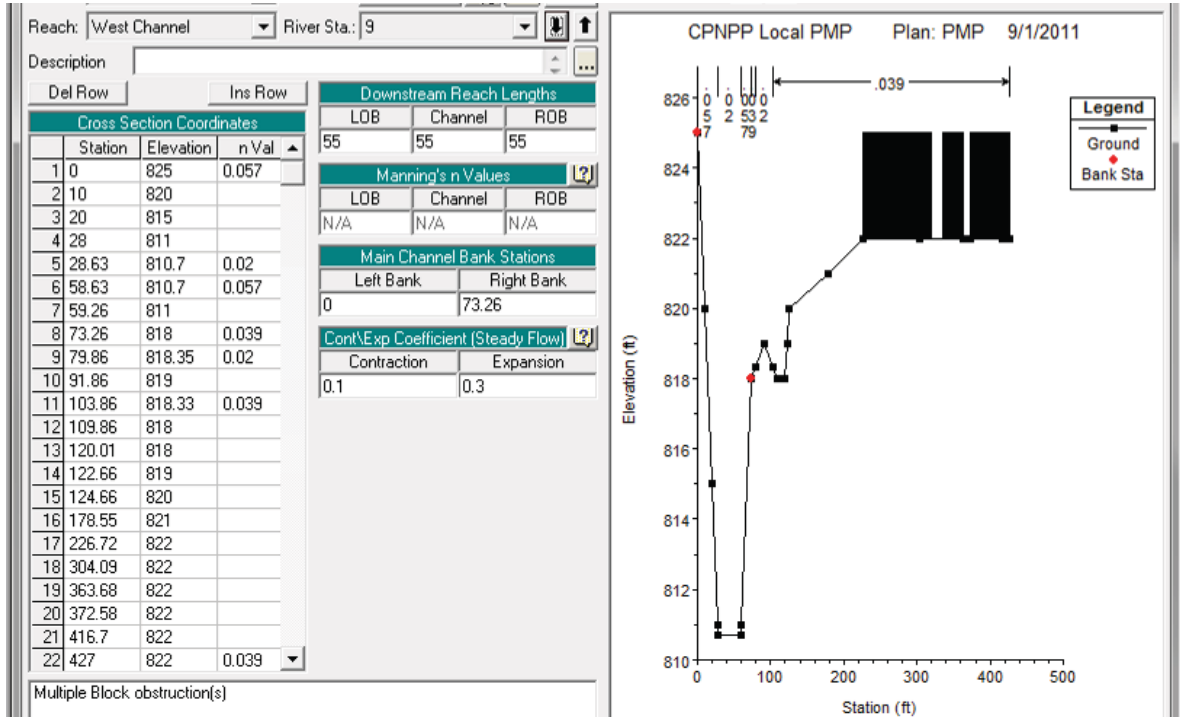 Reach: West Channel River Sta.: 9
Description ...
Del Row Ins Row
Cross Section Coordinates
Station Elevation n Val
1 0 825 0.057
2 10 820
3 20 815
4 28 811
5 28.63 810.7 0.02
6 58.63 810.7 0.057
7 59.26 811
8 73.26 818 0.039
9 79.86 818.35 0.02
10 91.86 819
11 103.86 818.33 0.039
12 109.86 818
13 120.01 818
14 122.66 819
15 124.66 820
16 178.55 821
17 226.72 822
18 304.09 822
19 363.68 822
20 372.58 822
21 416.7 822
22 427 822 0.039
Downstream Reach Lengths
LOB Channel ROB
55 55 55
Manning's n Values ?
LOB Channel ROB
N/A N/A N/A
Main Channel Bank Stations
Left Bank Right Bank
0 73.26
Cont\Exp Coefficient (Steady Flow) ?
Contraction Expansion
0.1 0.3
Multiple Block obstruction(s)
CPNPP Local PMP Plan: PMP 9/1/2011
.039
Legend
Ground
Bank Sta
Elevation (ft)
826
824
822
820
818
816
814
812
810
0 100 200 300 400 500
Station (ft)